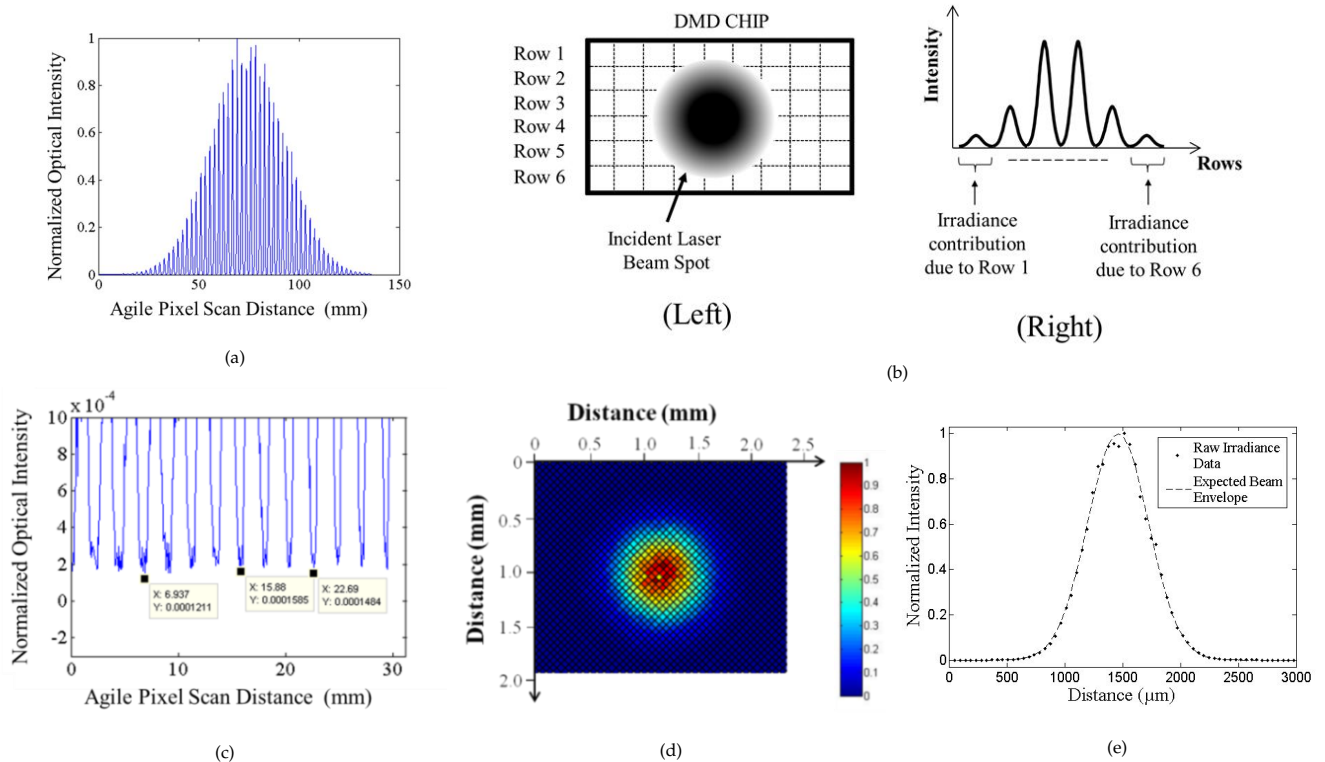 Normalized Optical Intensity
1
0.8
0.6
0.4
0.2
0
0
50
100
150
Agile Pixel Scan Distance (mm)
(a)
DMD CHIP
Row 1
Row 2
Row 3
Row 4
Row 5
Row 6
Incident Laser
Beam Spot
(Left)
Intensity
Rows
Irradiance
contribution
due to Row 1
Irradiance
contribution
due to Row 6
(Right)
(b)
Normalized Optical Intensity
x 10⁻⁴
10
8
6
4
2
0
-2
X: 6.937
Y: 0.0001211
X: 15.88
Y: 0.0001585
X: 22.69
Y: 0.0001484
0
10
20
30
Agile Pixel Scan Distance (mm)
(c)
Distance (mm)
0 0.5 1.0 1.5 2.0 2.5
Distance (mm)
0
0.5
1.0
1.5
2.0
1
0.9
0.8
0.7
0.6
0.5
0.4
0.3
0.2
0.1
0
(d)
Normalized Intensity
1
0.8
0.6
0.4
0.2
0
Raw Irradiance
Data
Expected Beam
Envelope
0 500 1000 1500 2000 2500 3000
Distance (µm)
(e)